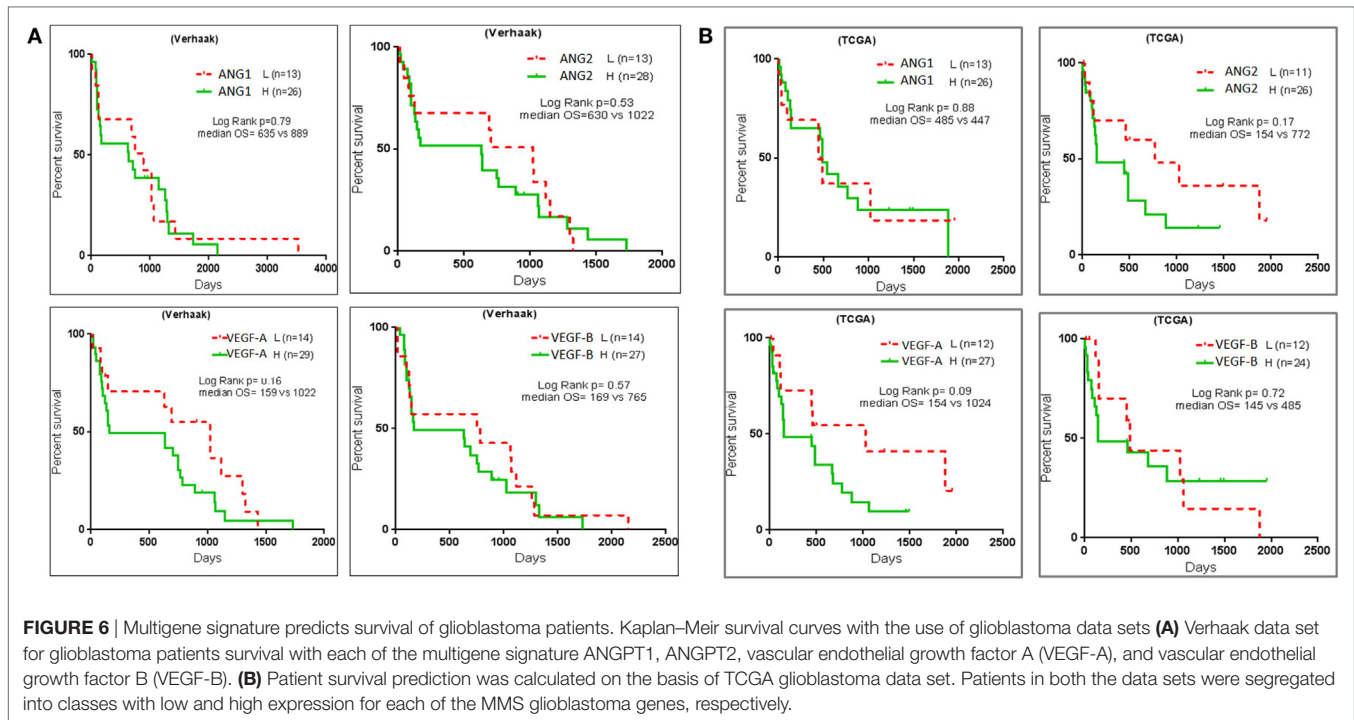 A
(Verhaak)
Percent survival
100
50
0
ANG1 L (n=13)
ANG1 H (n=26)
Log Rank p=0.79
median OS= 635 vs 889
0 1000 2000 3000 4000
Days
(Verhaak)
Percent survival
100
50
0
ANG2 L (n=13)
ANG2 H (n=28)
Log Rank p=0.53
median OS=630 vs 1022
0 500 1000 1500 2000
Days
B
(TCGA)
Percent survival
100
50
0
ANG1 L (n=13)
ANG1 H (n=26)
Log Rank p= 0.88
median OS= 485 vs 447
0 500 1000 1500 2000 2500
Days
(TCGA)
Percent survival
100
50
0
ANG2 L (n=11)
ANG2 H (n=26)
Log Rank p= 0.17
median OS= 154 vs 772
0 500 1000 1500 2000 2500
Days
(Verhaak)
Percent survival
100
50
0
VEGF-A L (n=14)
VEGF-A H (n=29)
Log Rank p= 0.16
median OS= 159 vs 1022
0 500 1000 1500 2000
Days
(Verhaak)
Percent survival
100
50
0
VEGF-B L (n=14)
VEGF-B H (n=27)
Log Rank p= 0.57
median OS= 169 vs 765
0 500 1000 1500 2000 2500
Days
(TCGA)
Percent survival
100
50
0
VEGF-A L (n=12)
VEGF-A H (n=27)
Log Rank p= 0.09
median OS= 154 vs 1024
0 500 1000 1500 2000 2500
Days
(TCGA)
Percent survival
100
50
0
VEGF-B L (n=12)
VEGF-B H (n=24)
Log Rank p= 0.72
median OS= 145 vs 485
0 500 1000 1500 2000 2500
Days
FIGURE 6 | Multigene signature predicts survival of glioblastoma patients. Kaplan–Meir survival curves with the use of glioblastoma data sets (A) Verhaak data set
for glioblastoma patients survival with each of the multigene signature ANGPT1, ANGPT2, vascular endothelial growth factor A (VEGF-A), and vascular endothelial
growth factor B (VEGF-B). (B) Patient survival prediction was calculated on the basis of TCGA glioblastoma data set. Patients in both the data sets were segregated
into classes with low and high expression for each of the MMS glioblastoma genes, respectively.